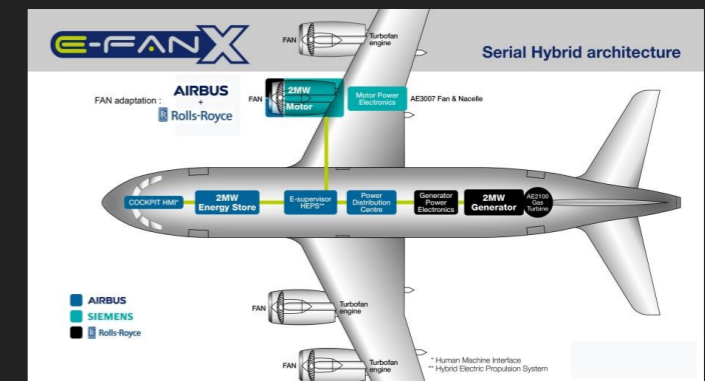 E-FAN X
Serial Hybrid architecture
FAN
Turbofan
engine
FAN adaptation :
AIRBUS
+
Rolls-Royce
FAN
2MW
Motor
Motor Power
Electronics
AE3007 Fan & Nacelle
COCKPIT HMI*
2MW
Energy Store
E-supervisor
HEPS**
Power
Distribution
Centre
Generator
Power
Electronics
2MW
Generator
AE2100
Gas
Turbine
AIRBUS
SIEMENS
Rolls-Royce
FAN
Turbofan
engine
FAN
Turbofan
engine
* Human Machine Interface
** Hybrid Electric Propulsion System